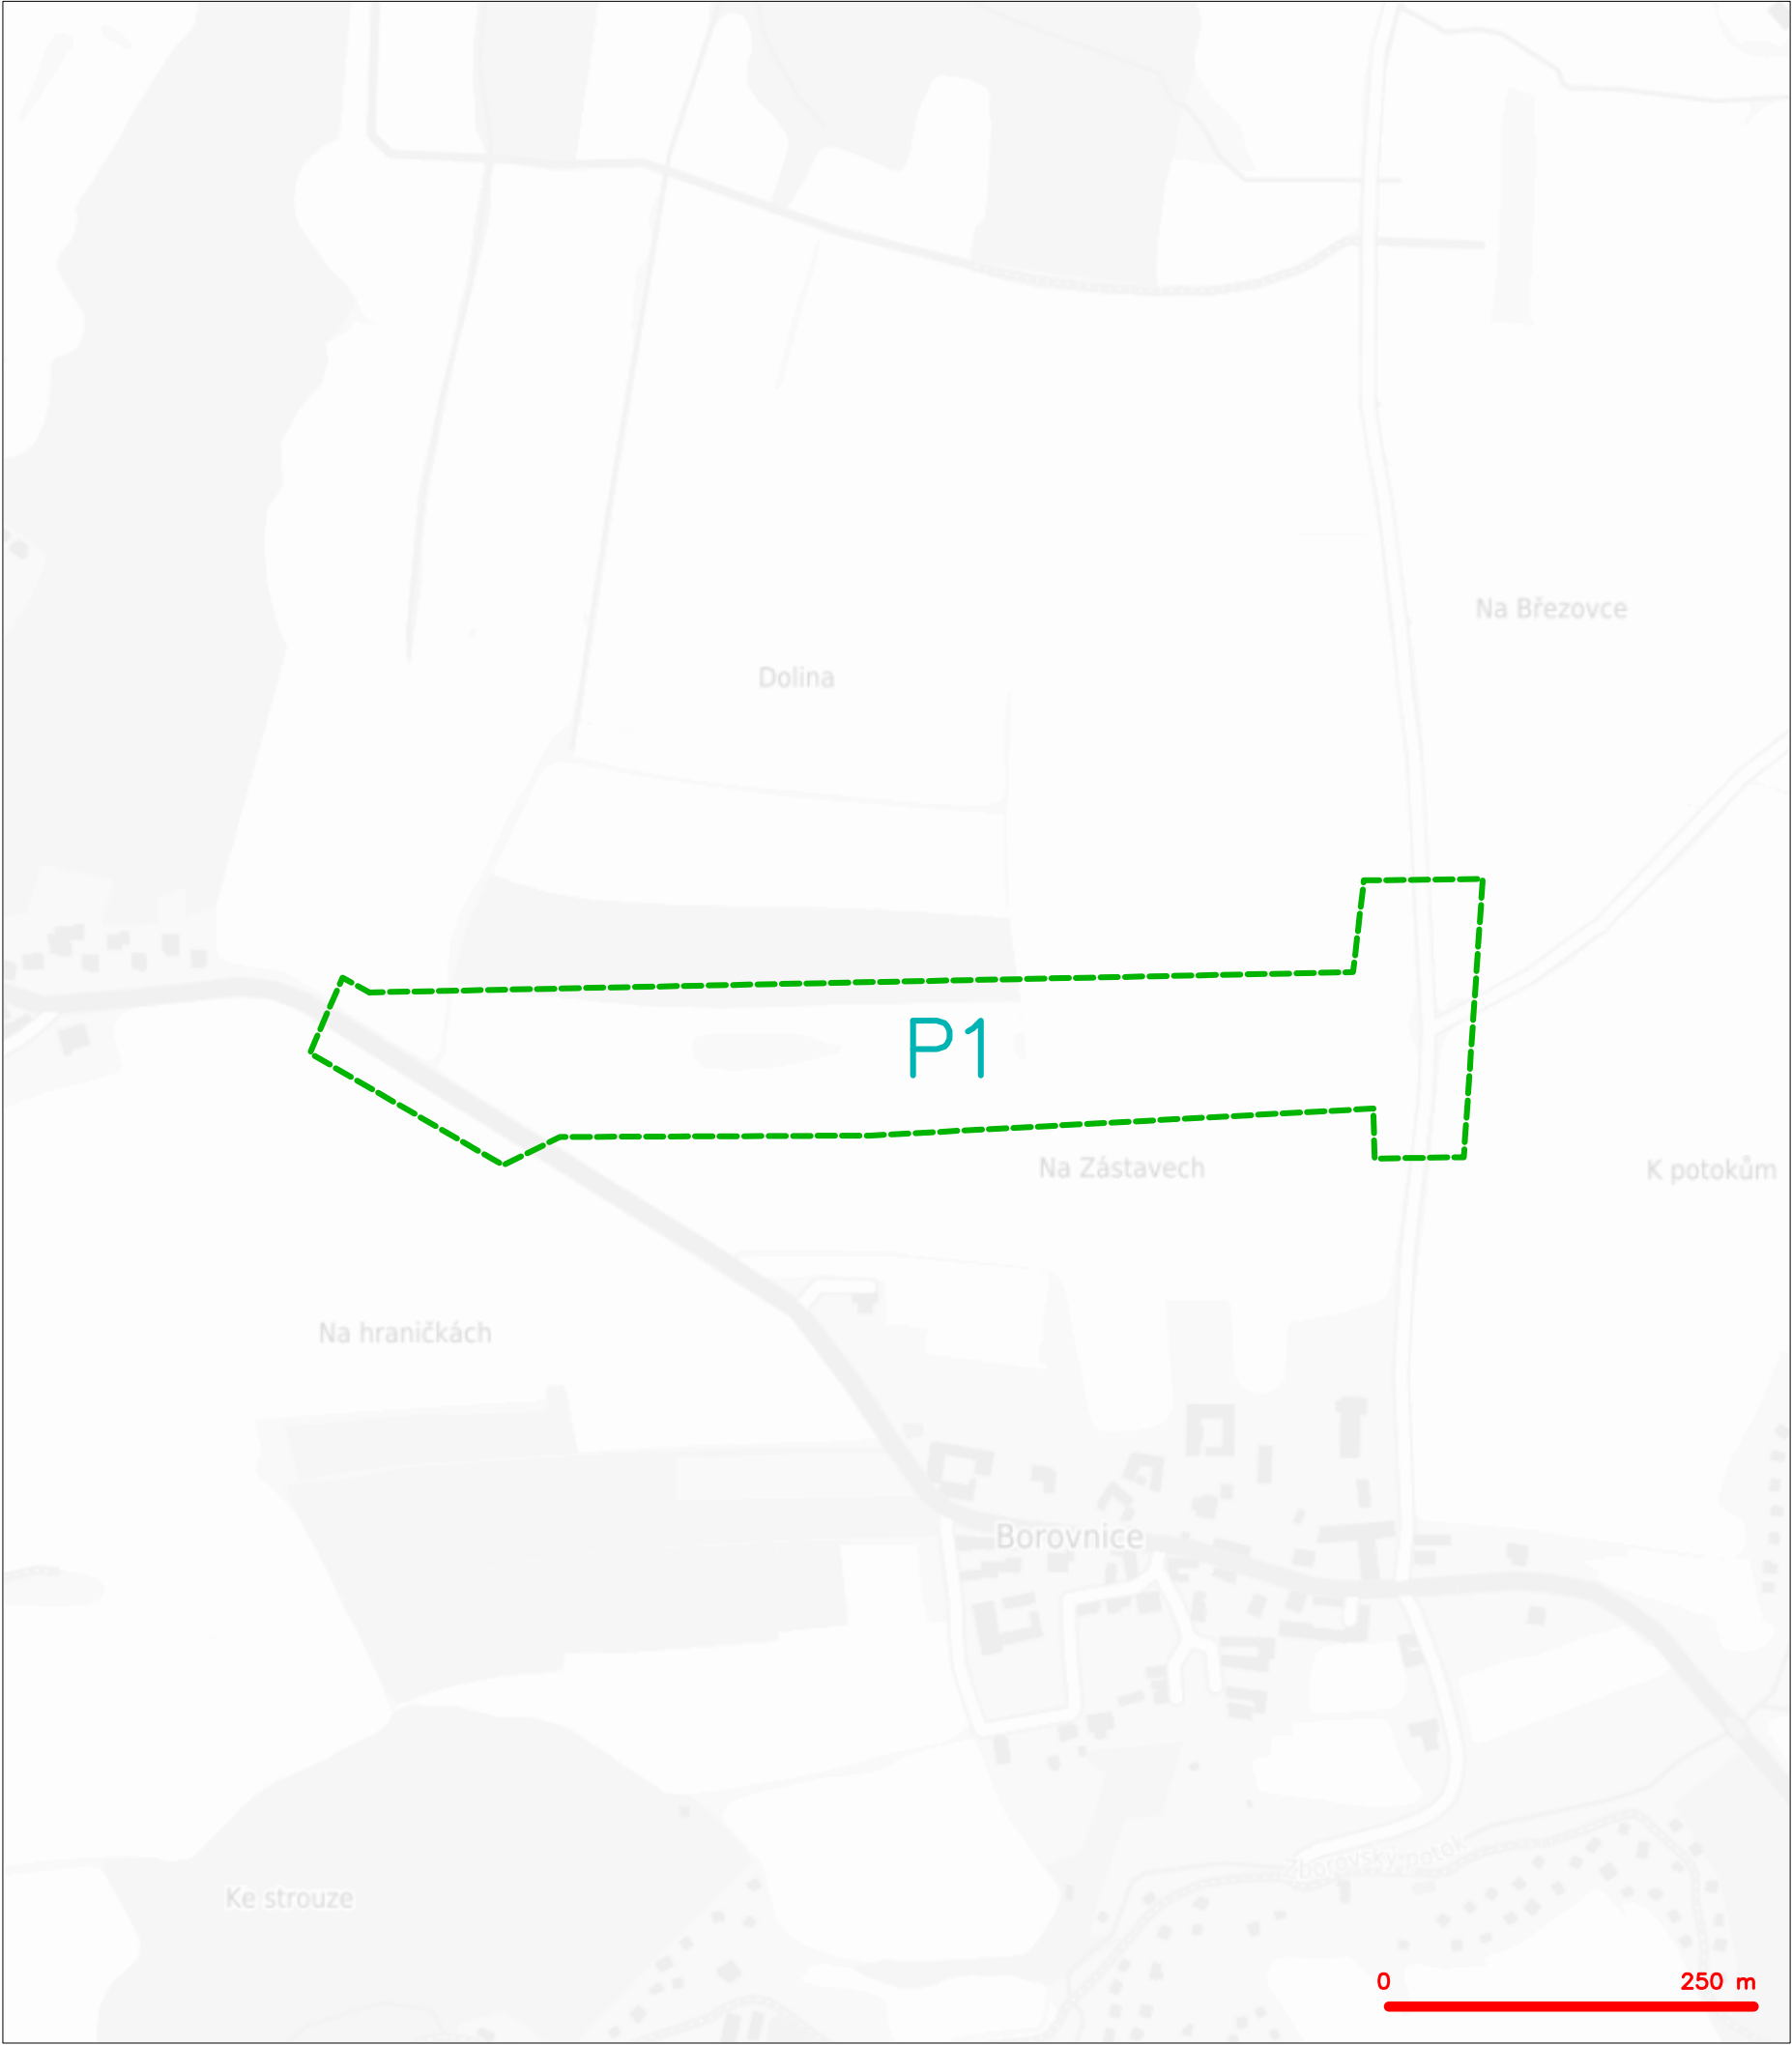 Na Březovce
Dolina
P1
Na Zástavech
K potokům
Na hraničkách
Borovnice
Zborovský potok
Ke strouze
0 250 m